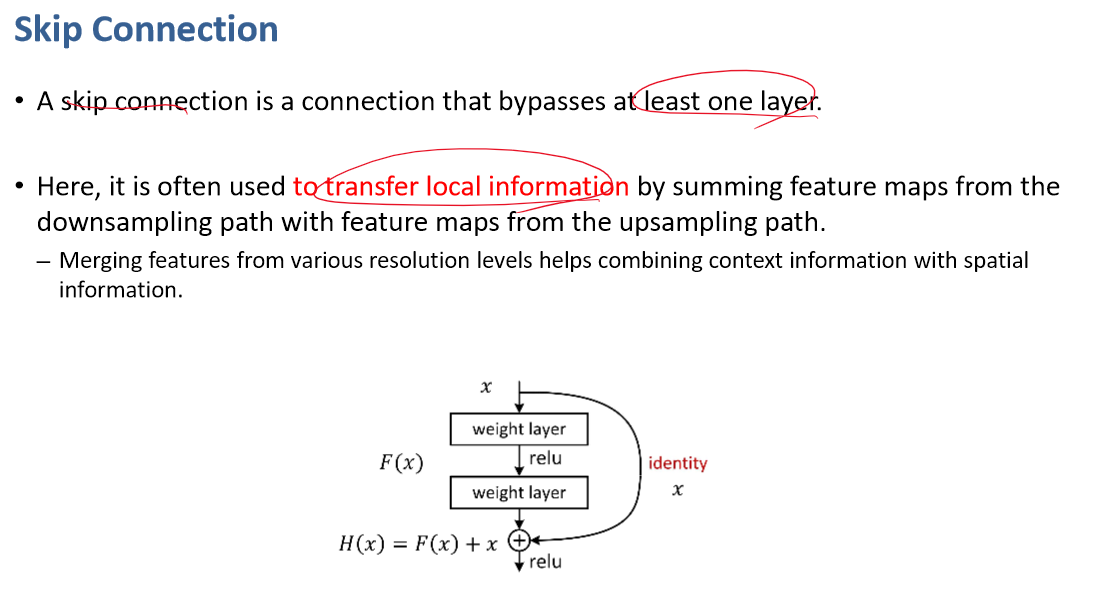 Skip Connection
• A skip connection is a connection that bypasses at least one layer.
• Here, it is often used to transfer local information by summing feature maps from the
downsampling path with feature maps from the upsampling path.
– Merging features from various resolution levels helps combining context information with spatial
information.
x
weight layer
F(x)
relu
identity
x
weight layer
H(x) = F(x) + x
relu